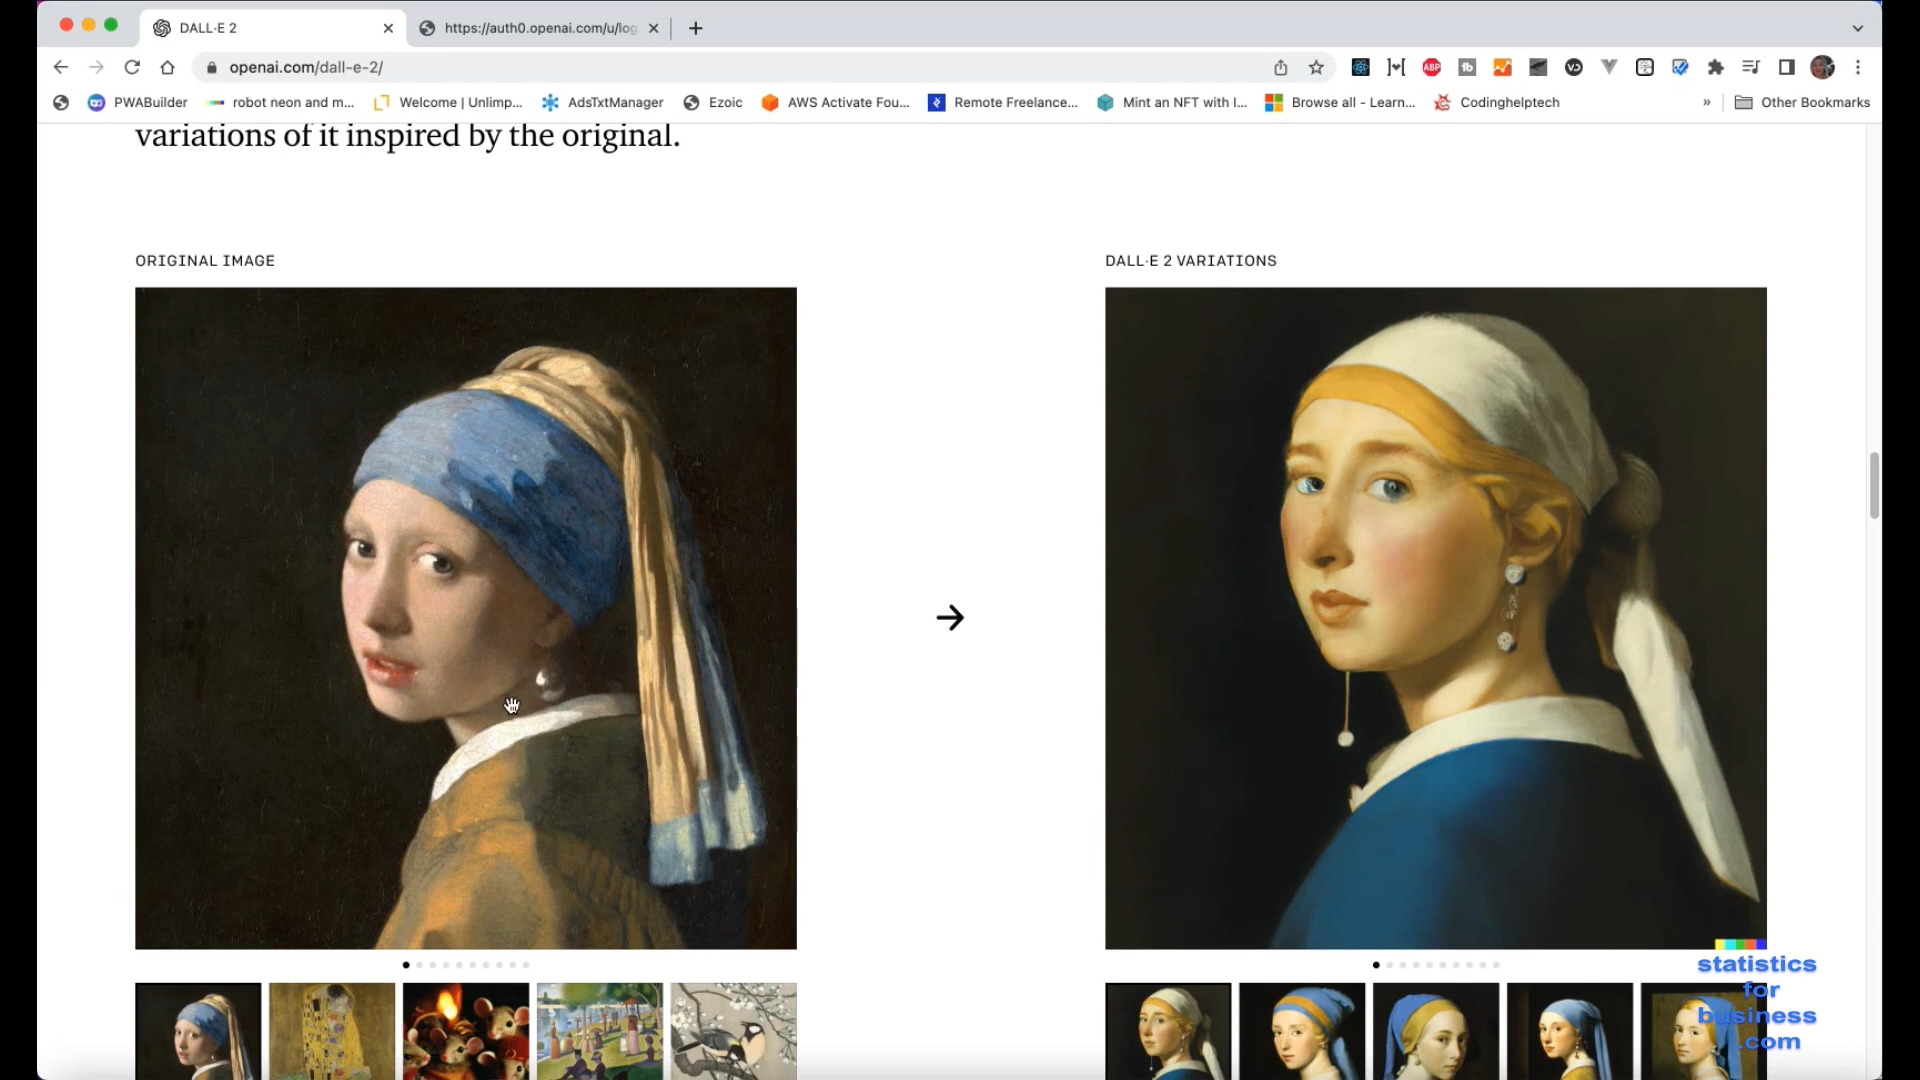 DALL·E 2
https://auth0.openai.com/u/log
openai.com/dall-e-2/
ABP
PWABuilder
robot neon and m...
Welcome | Unlimp...
AdsTxtManager
Ezoic
AWS Activate Fou...
Remote Freelance...
Mint an NFT with I...
Browse all - Learn...
Codinghelptech
»
Other Bookmarks
variations of it inspired by the original.
ORIGINAL IMAGE
DALL·E 2 VARIATIONS
statistics
for
business
.com